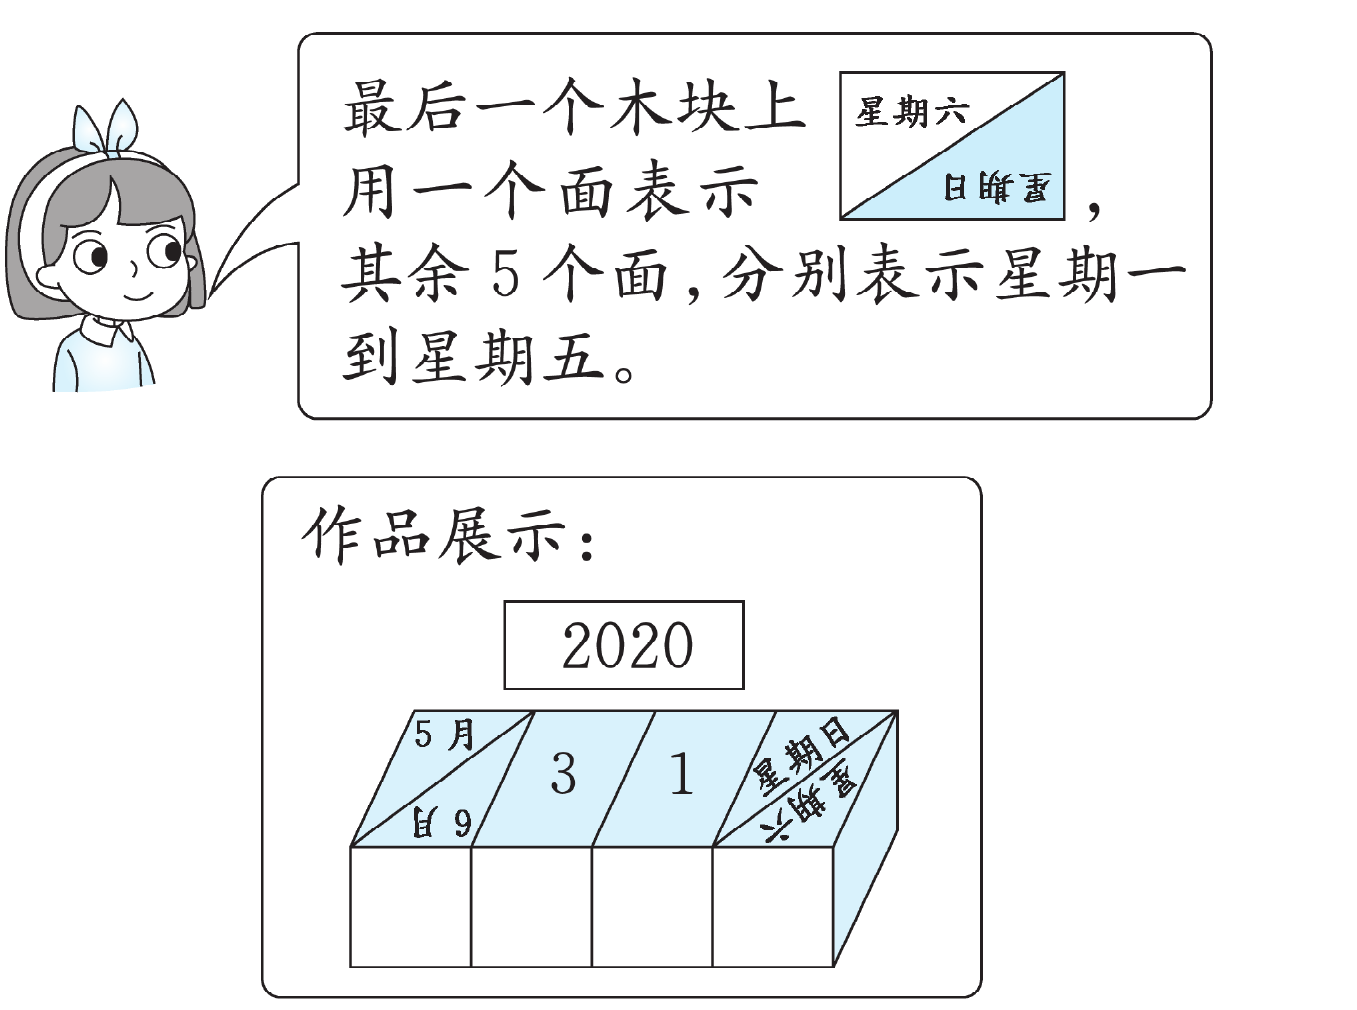 最后一个木块上
用一个面表示
星期六
星期日
，
其余5个面，分别表示星期一
到星期五。
作品展示：
2020
5月
6月
3
1
星期日
星期六